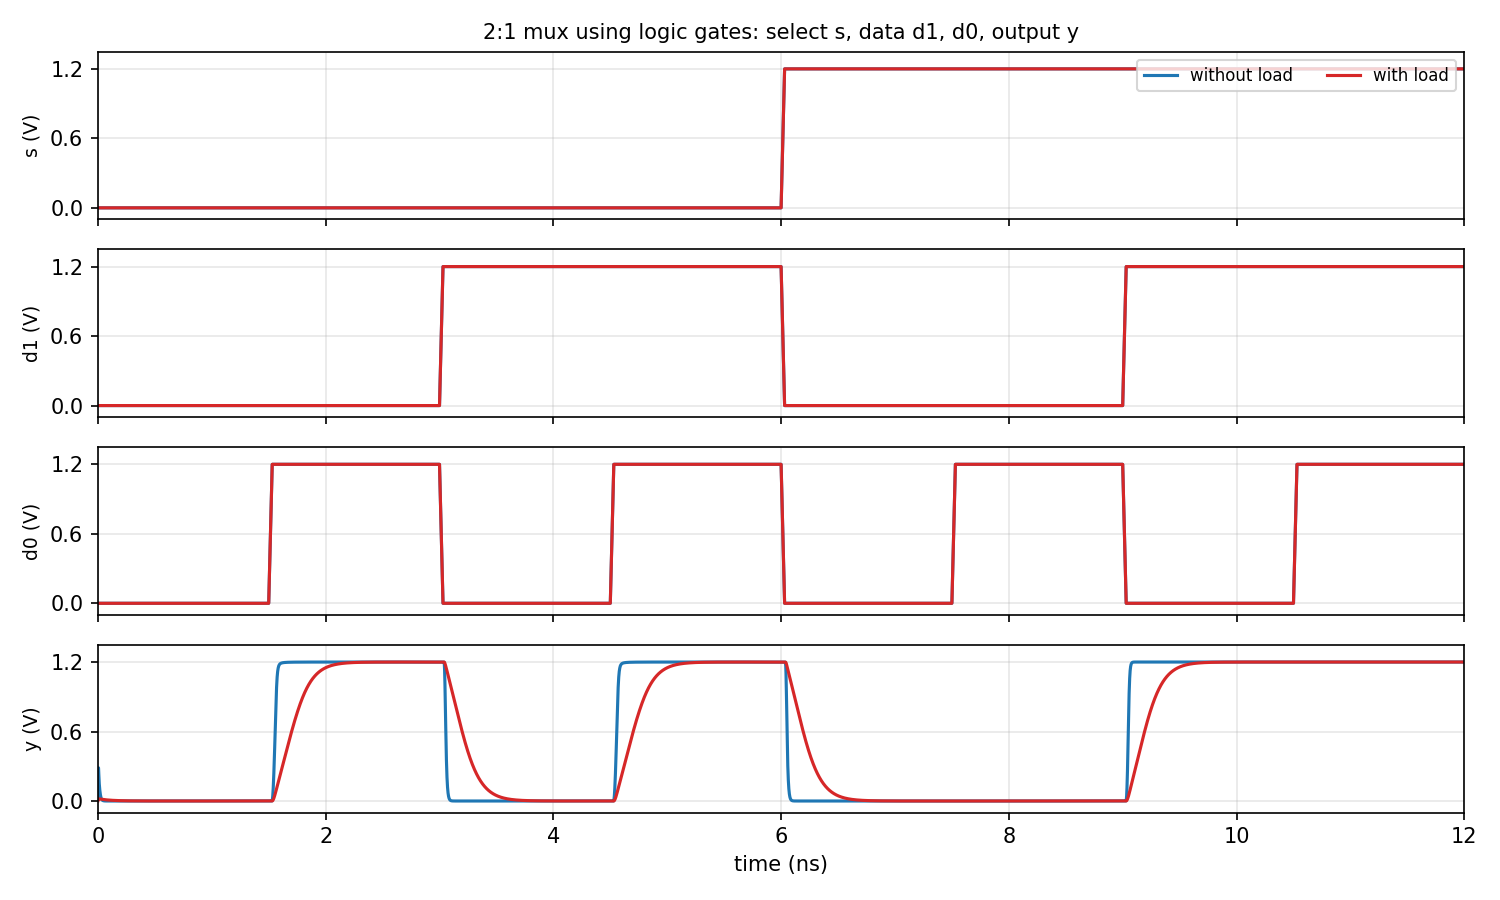 2:1 mux using logic gates: select s, data d1, d0, output y
without load with load
1.2
0.6
0.0
s (V)
1.2
0.6
0.0
d1 (V)
1.2
0.6
0.0
d0 (V)
1.2
0.6
0.0
y (V)
0 2 4 6 8 10 12
time (ns)